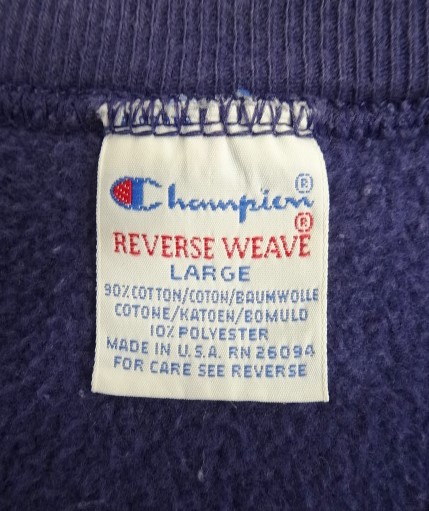 Champion®
®
REVERSE WEAVE
LARGE
90% COTTON/COTON/BAUMWOLLE
COTONE/KATOEN/BOMULD
10% POLYESTER
MADE IN U.S.A. RN 26094
FOR CARE SEE REVERSE